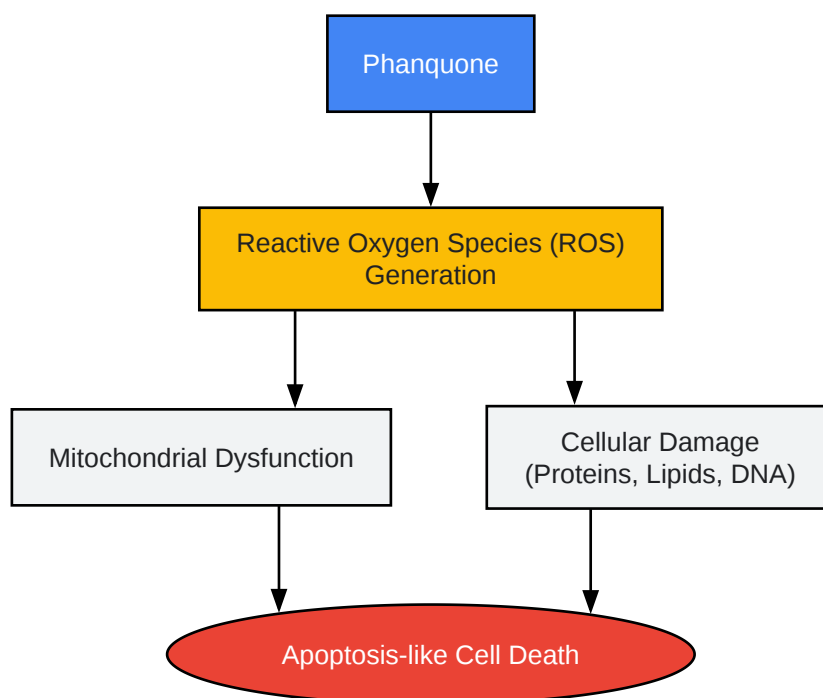 Phanquone
Reactive Oxygen Species (ROS)
Generation
Mitochondrial Dysfunction
Cellular Damage
(Proteins, Lipids, DNA)
Apoptosis-like Cell Death